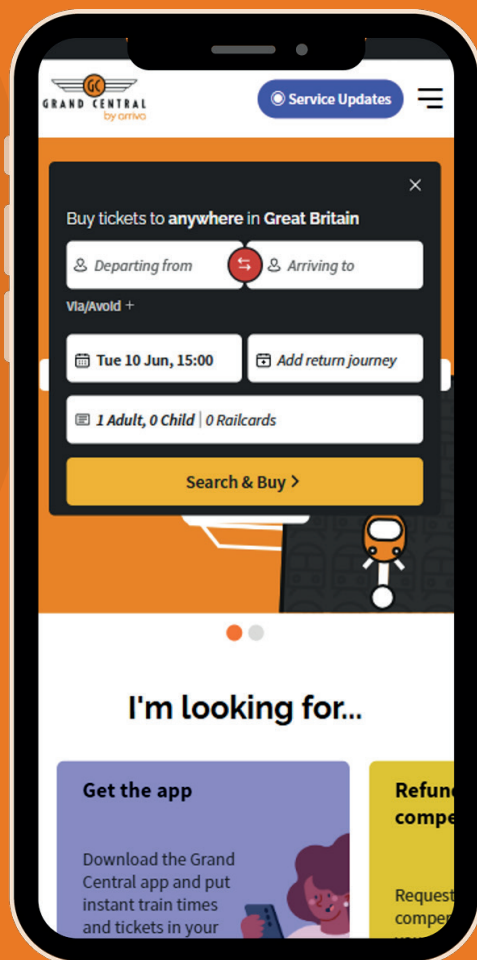 GC
GRAND CENTRAL
by arriva
Service Updates
Buy tickets to anywhere in Great Britain
Departing from
Arriving to
Via/Avoid +
Tue 10 Jun, 15:00
Add return journey
1 Adult, 0 Child | 0 Railcards
Search & Buy >
I'm looking for...
Get the app
Download the Grand
Central app and put
instant train times
and tickets in your
Refun
compe
Request
compen